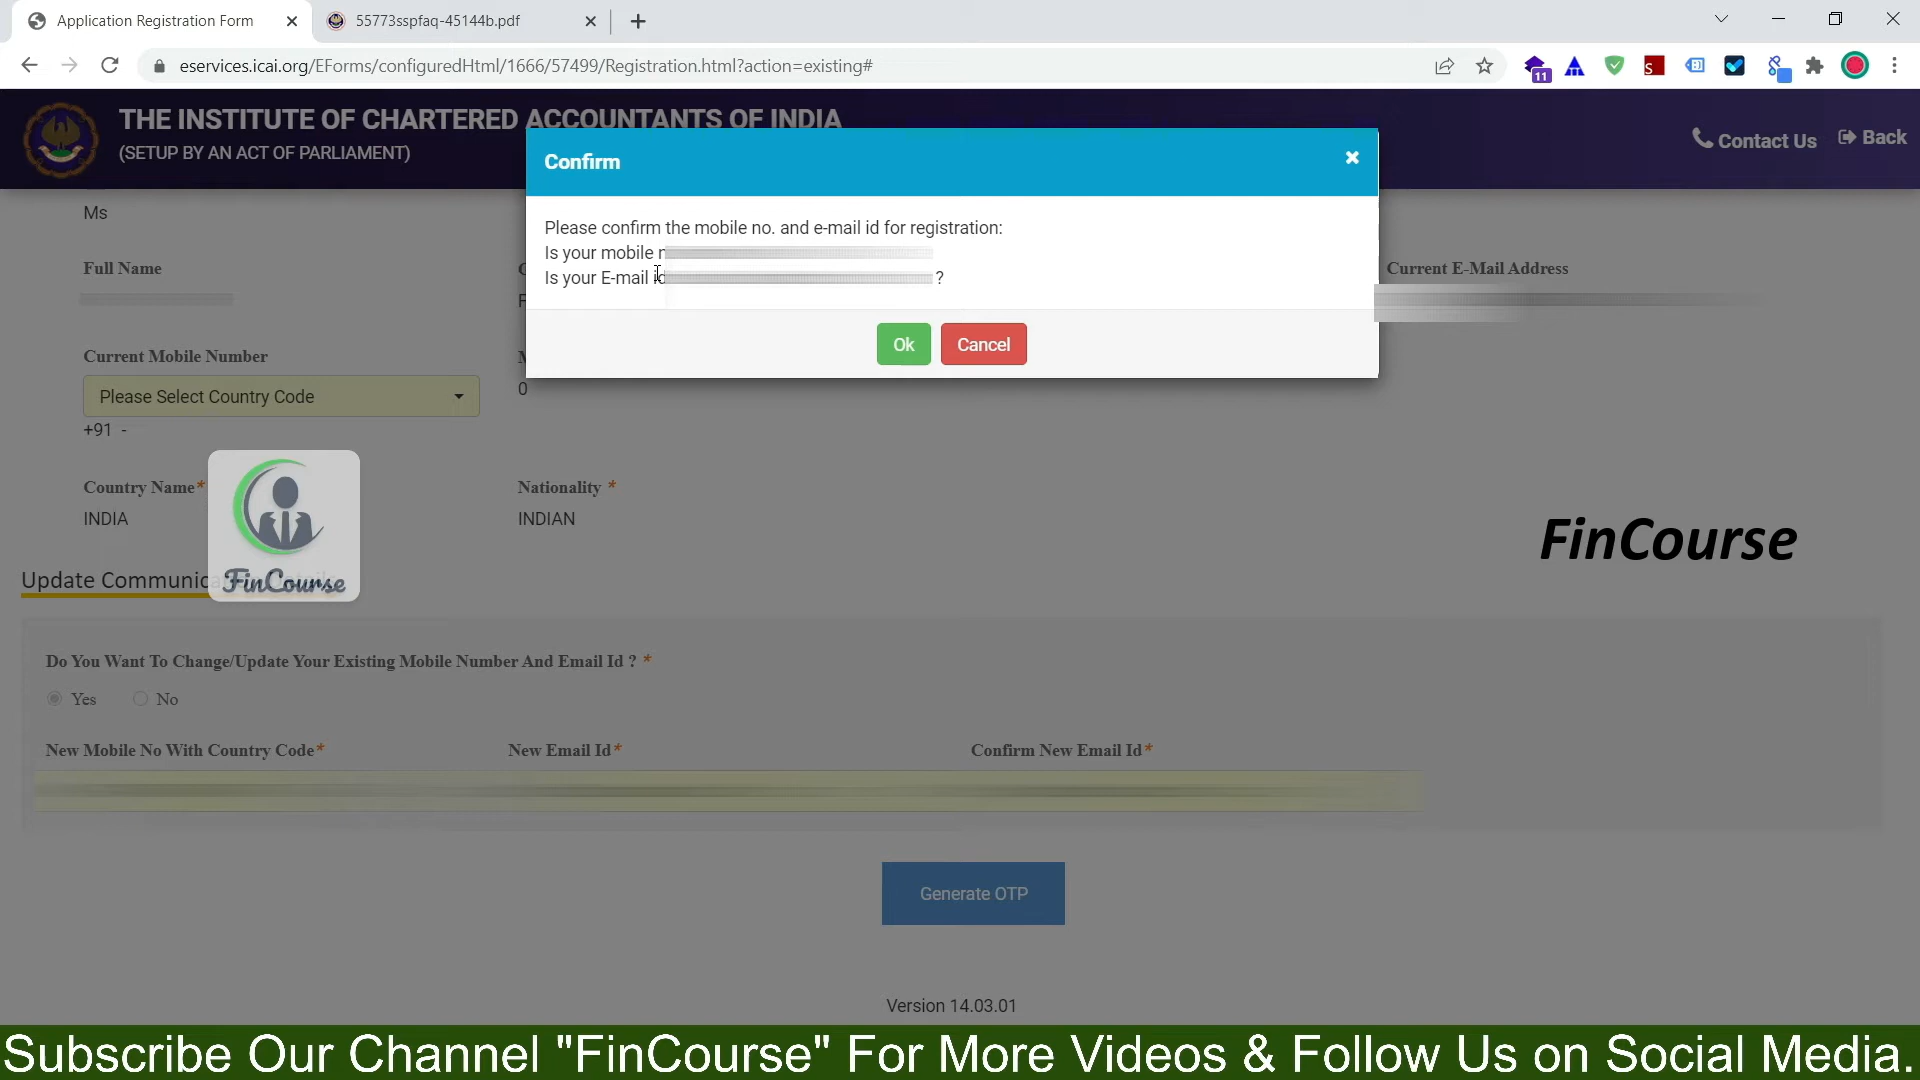 Application Registration Form
55773sspfaq-45144b.pdf
eservices.icai.org/EForms/configuredHtml/1666/57499/Registration.html?action=existing#
11
THE INSTITUTE OF CHARTERED ACCOUNTANTS OF INDIA
(SETUP BY AN ACT OF PARLIAMENT)
Contact Us
Back
Confirm
Please confirm the mobile no. and e-mail id for registration:
Is your mobile
Is your E-mail id ?
Ok
Cancel
Ms
Full Name
Current E-Mail Address
Current Mobile Number
Please Select Country Code
0
+91 -
Country Name*
Nationality *
INDIA
INDIAN
FinCourse
FinCourse
Update
Do You Want To Change/Update Your Existing Mobile Number And Email Id ? *
Yes
No
New Mobile No With Country Code*
New Email Id*
Confirm New Email Id*
Generate OTP
Version 14.03.01
Subscribe Our Channel "FinCourse" For More Videos & Follow Us on Social Media.